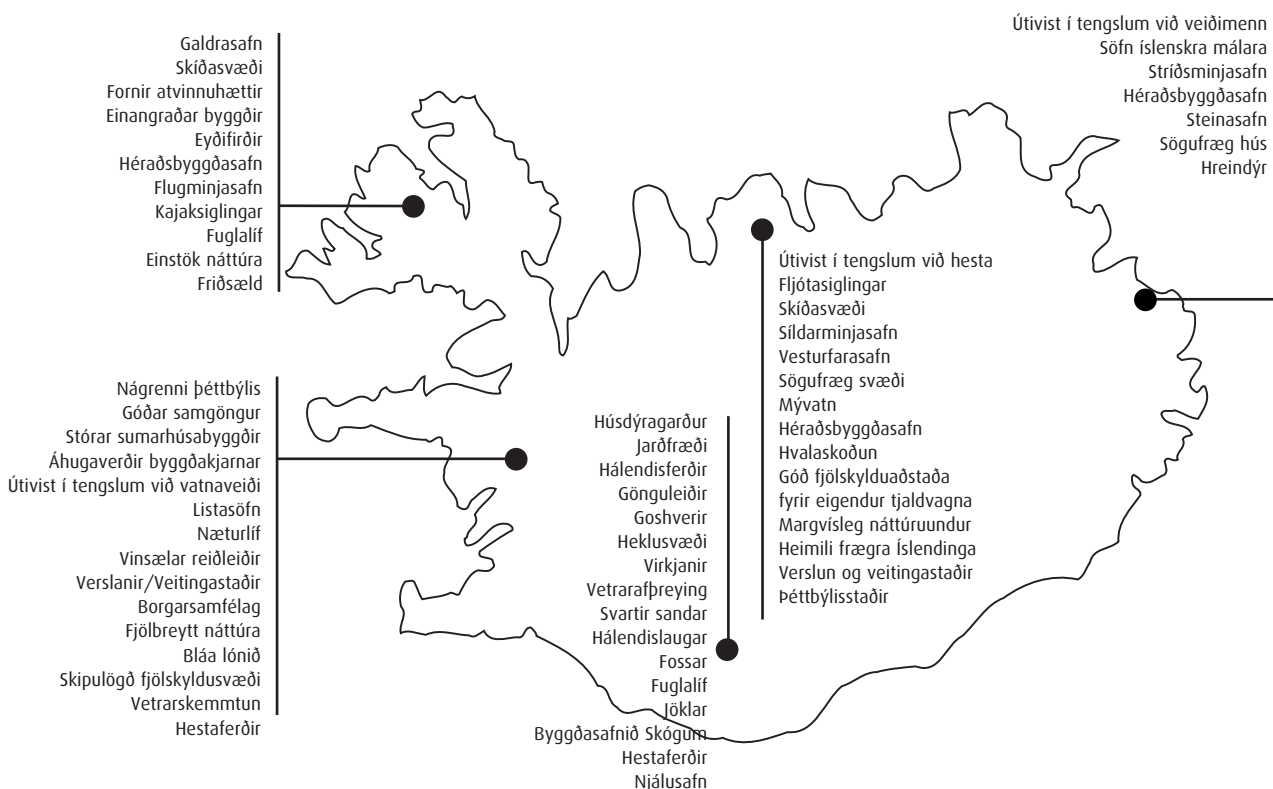 Galdrasafn
Skíðasvæði
Fornir atvinnuhættir
Einangraðar byggðir
Eyðifirðir
Héraðsbyggðasafn
Flugminjasafn
Kajaksiglingar
Fuglalíf
Einstök náttúra
Friðsæld
Útivist í tengslum við veiðimenn
Söfn íslenskra málara
Stríðsminjasafn
Héraðsbyggðasafn
Steinasafn
Sögufræg hús
Hreindýr
Nágrenni þéttbýlis
Góðar samgöngur
Stórar sumarhúsabyggðir
Áhugaverðir byggðakjarnar
Útivist í tengslum við vatnaveiði
Listasöfn
Næturlíf
Vinsælar reiðleiðir
Verslanir/Veitingastaðir
Borgarsamfélag
Fjölbreytt náttúra
Bláa lónið
Skipulögð fjölskyldusvæði
Vetrarskemmtun
Hestaferðir
Húsdýragarður
Jarðfræði
Hálendisferðir
Gönguleiðir
Goshverir
Heklusvæði
Virkjanir
Vetrarafþreying
Svartir sandar
Hálendislaugar
Fossar
Fuglalíf
Jöklar
Byggðasafnið Skógum
Hestaferðir
Njálusafn
Útivist í tengslum við hesta
Fljótasiglingar
Skíðasvæði
Síldarminjasafn
Vesturfarasafn
Sögufræg svæði
Mývatn
Héraðsbyggðasafn
Hvalaskoðun
Góð fjölskylduaðstaða
fyrir eigendur tjaldvagna
Margvísleg náttúruundur
Heimili frægra Íslendinga
Verslun og veitingastaðir
Þéttbýlisstaðir